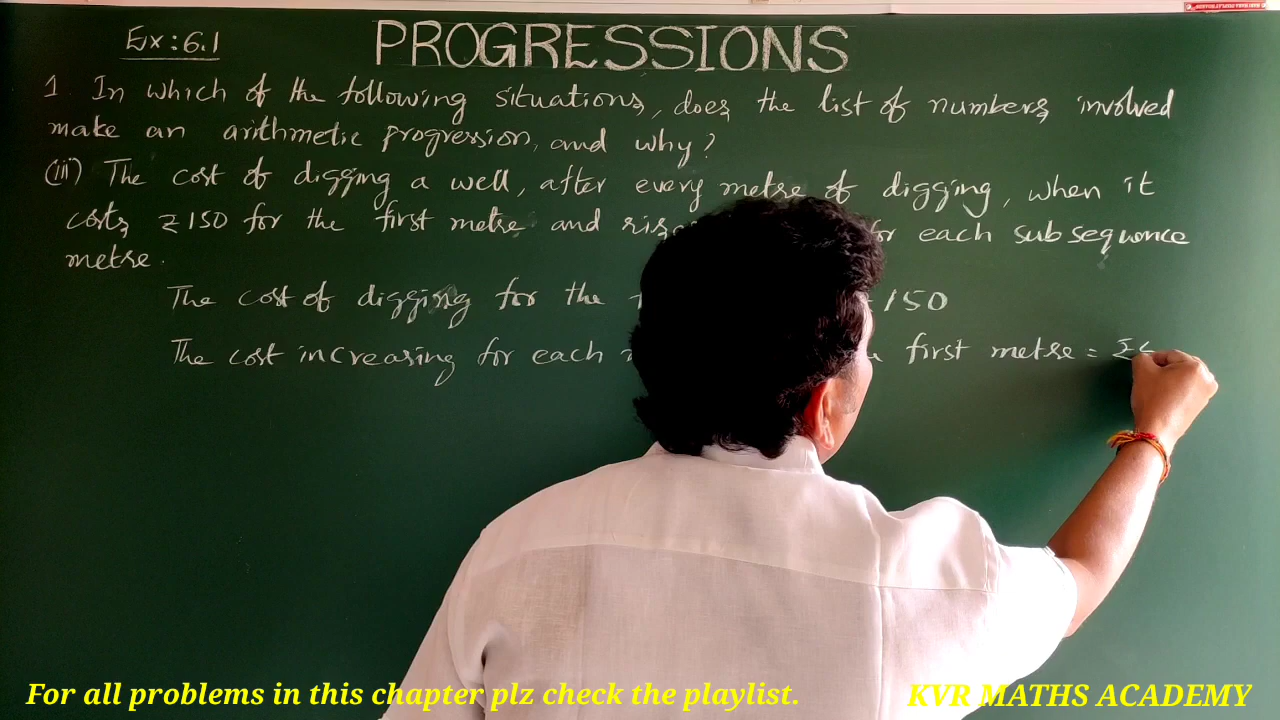 Ex: 6.1
PROGRESSIONS
1 In which of the following situations, does the list of numbers involved
make an arithmetic progression, and why?
(iii) The cost of digging a well, after every metre of digging, when it
costs ₹150 for the first metre and for each subsequence
metre.
The cost of digging for the 150
The cost increasing for each first metre = ₹
For all problems in this chapter plz check the playlist.
KVR MATHS ACADEMY